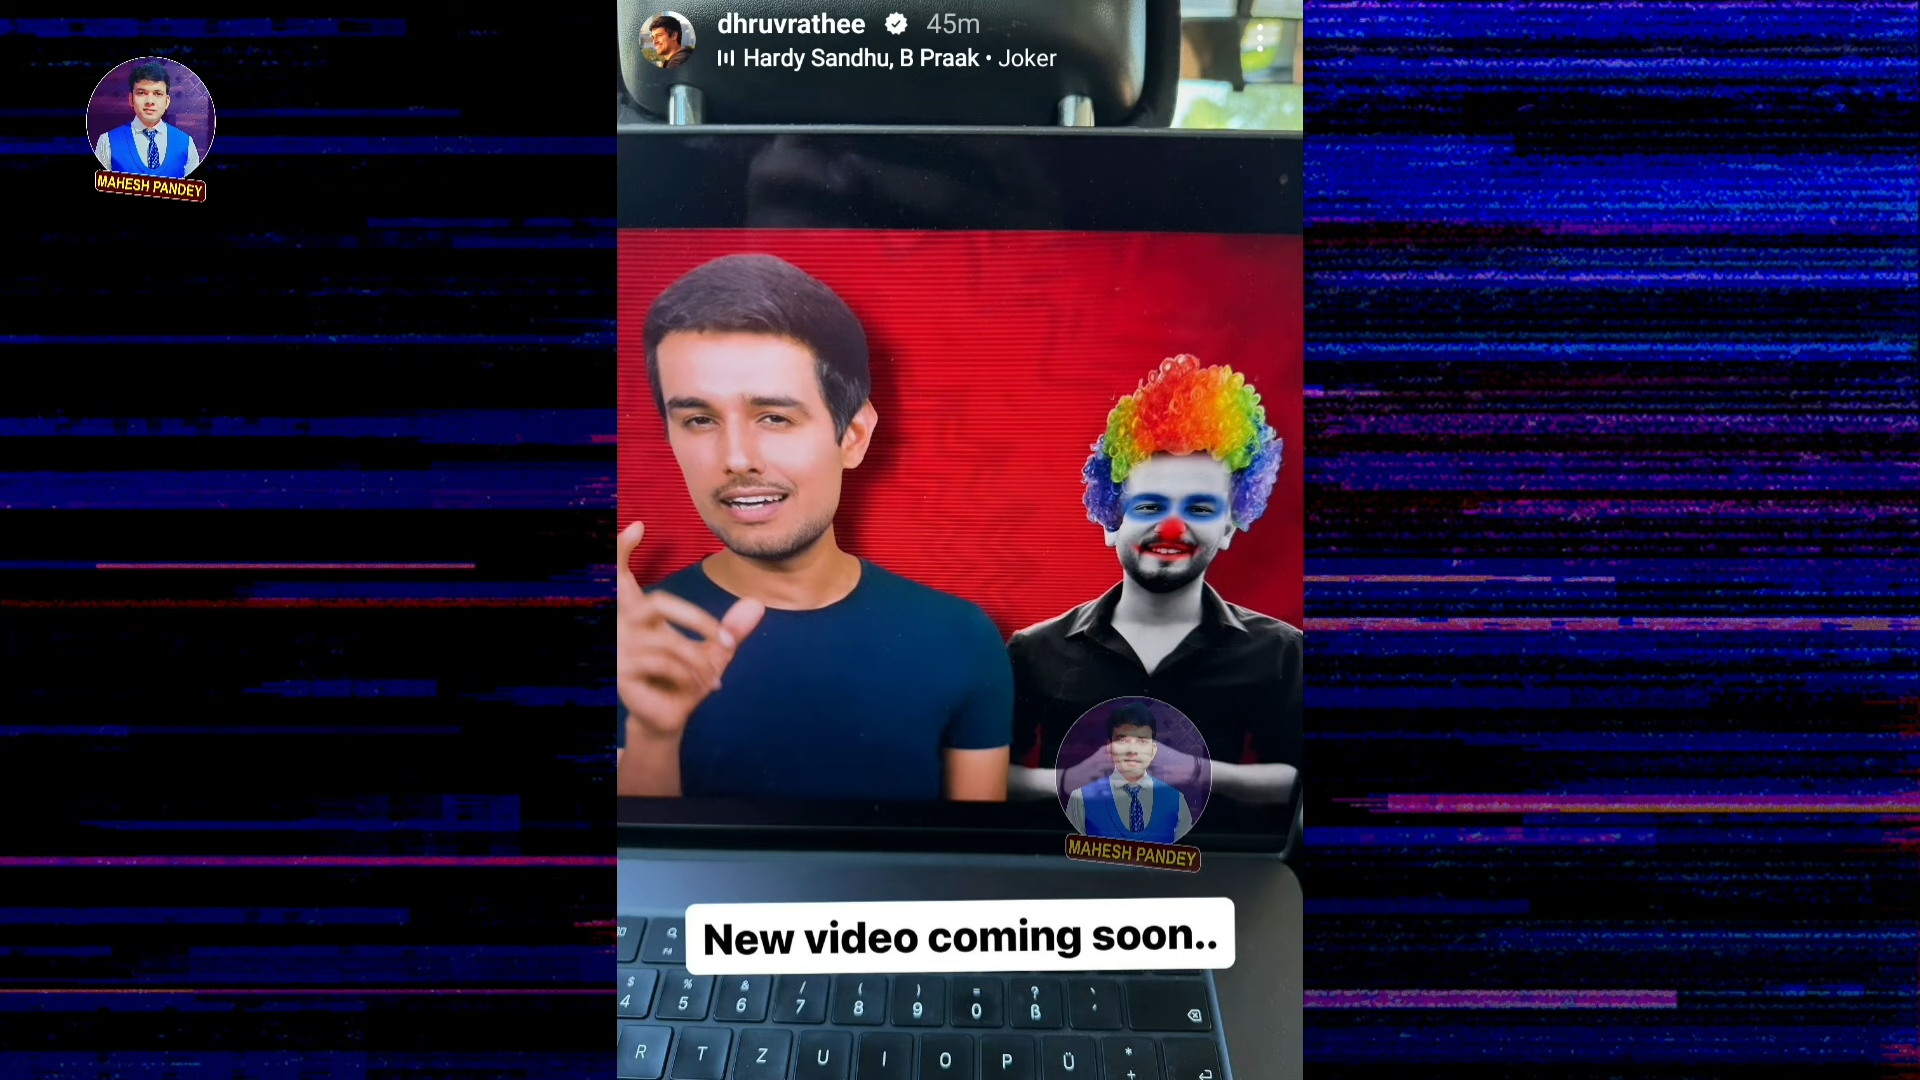 dhruvrathee 45m
Hardy Sandhu, B Praak • Joker
MAHESH PANDEY
MAHESH PANDEY
New video coming soon..
F4
$ % & / ( ) = ? `
4 5 6 7 8 9 0 ß ´
R T Z U I O P Ü *
+